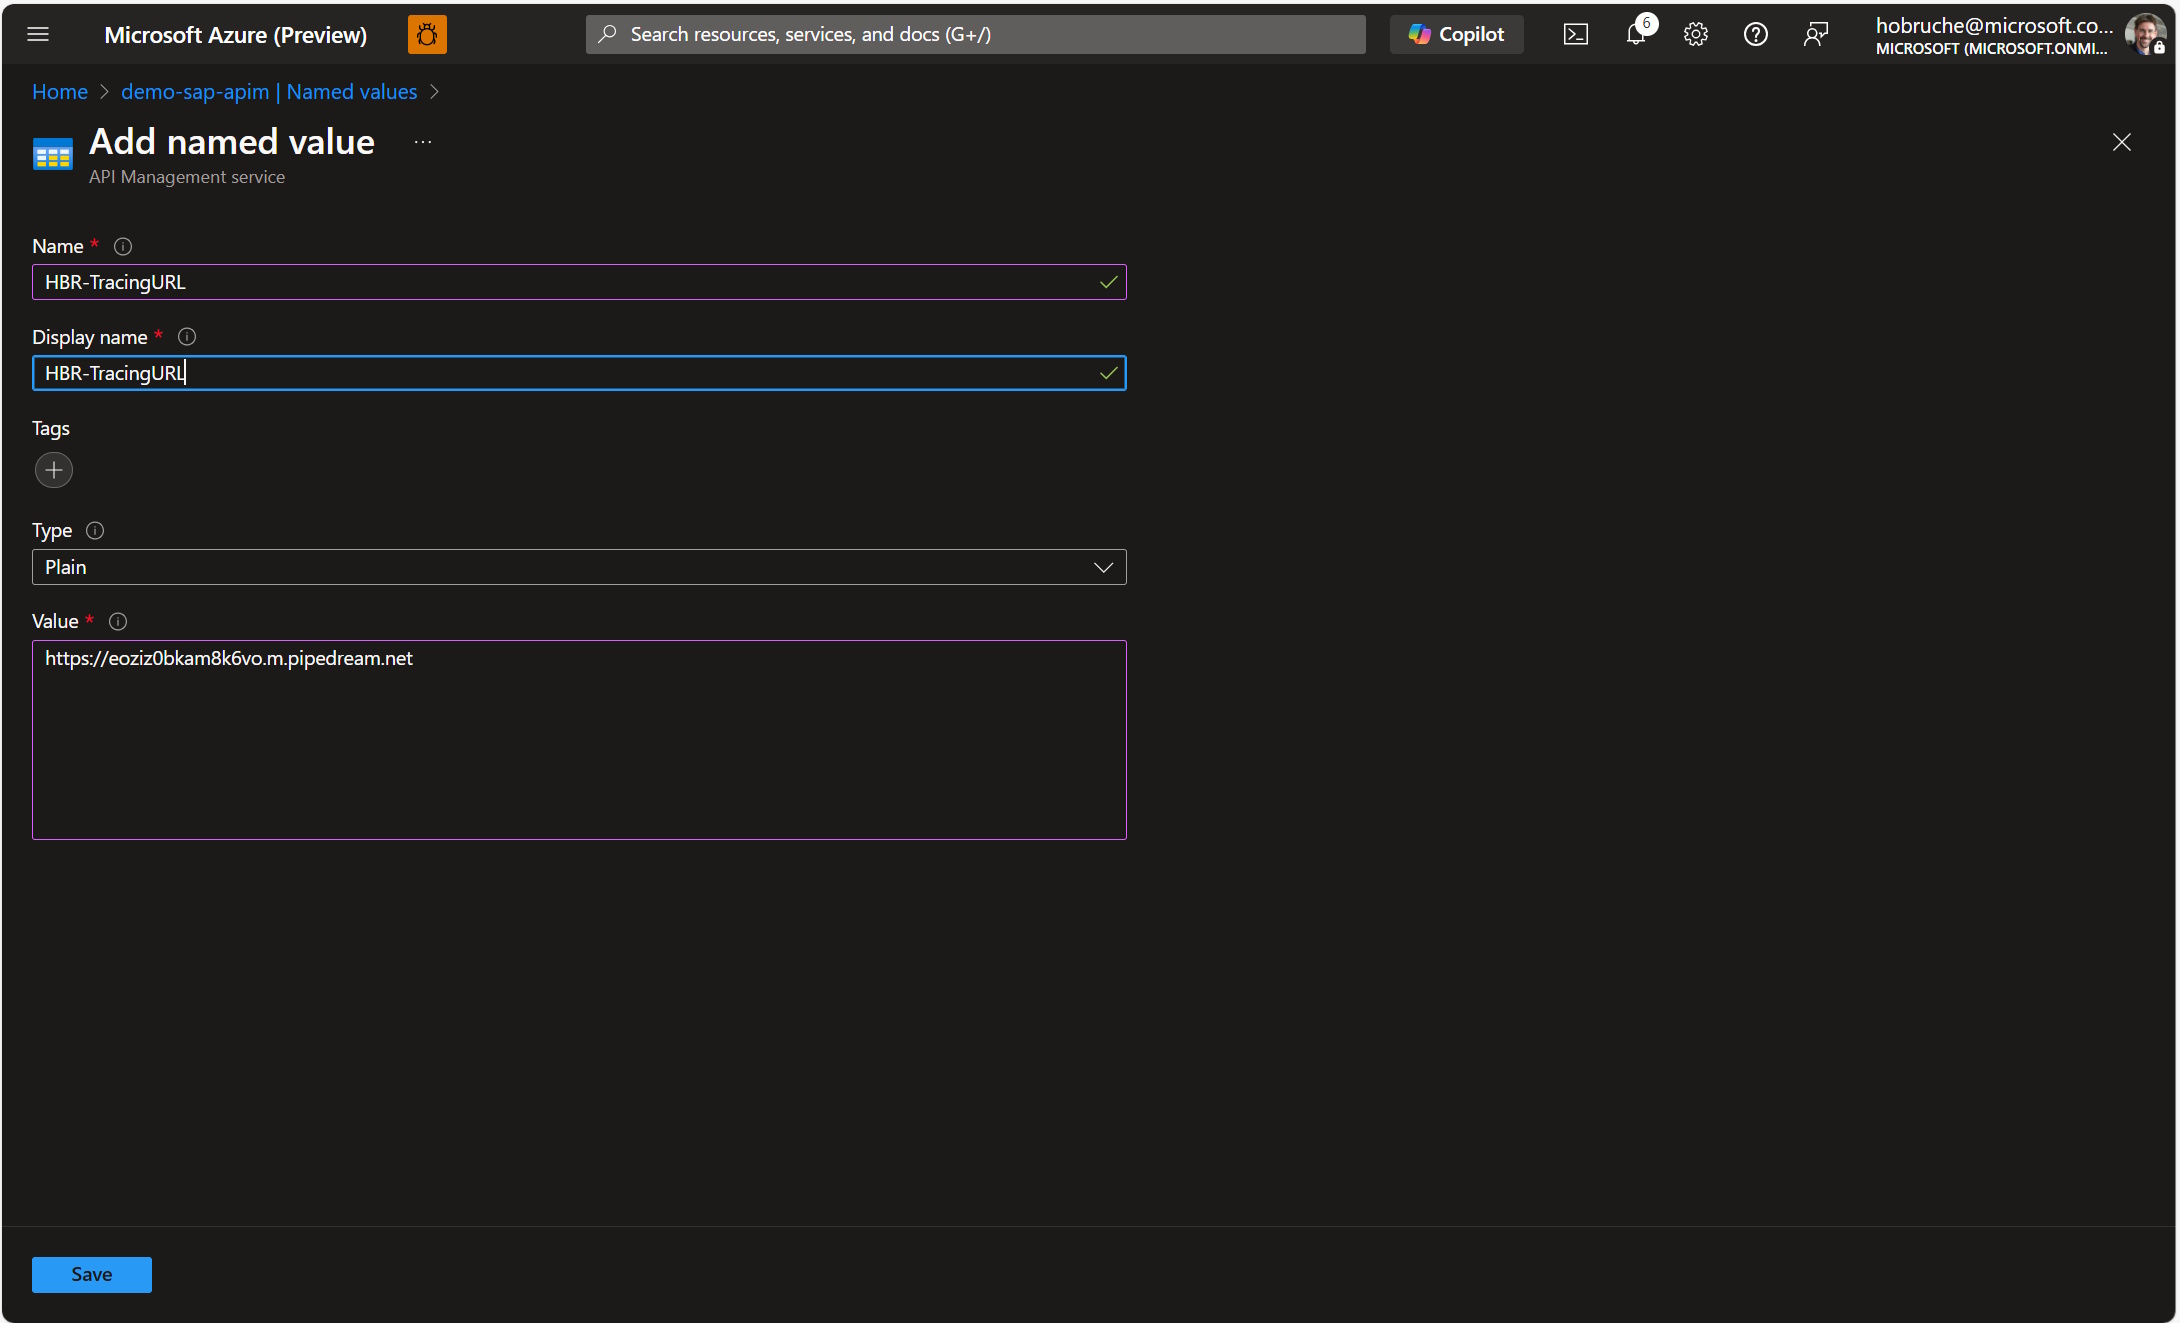 Microsoft Azure (Preview)
Search resources, services, and docs (G+/)
Copilot
6
hobruche@microsoft.co...
MICROSOFT (MICROSOFT.ONMI...
Home > demo-sap-apim | Named values >
Add named value ...
API Management service
Name *
HBR-TracingURL
Display name *
HBR-TracingURL
Tags
Type
Plain
Value *
https://eoziz0bkam8k6vo.m.pipedream.net
Save